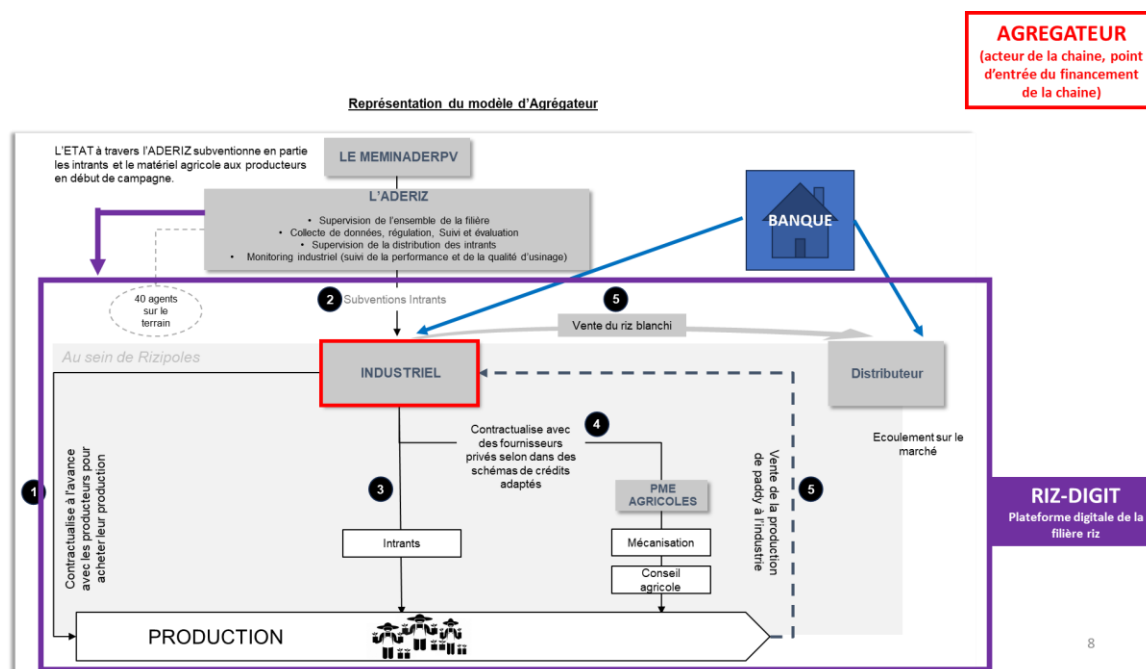 AGREGATEUR
(acteur de la chaine, point
d'entrée du financement
de la chaine)
Représentation du modèle d'Agrégateur
L'ETAT à travers l'ADERIZ subventionne en partie
les intrants et le matériel agricole aux producteurs
en début de campagne.
LE MEMINADERPV
L'ADERIZ
• Supervision de l'ensemble de la filière
• Collecte de données, régulation, Suivi et évaluation
• Supervision de la distribution des intrants
• Monitoring industriel (suivi de la performance et de la qualité d'usinage)
BANQUE
40 agents
sur le
terrain
2
Subventions Intrants
5
Vente du riz blanchi
Au sein de Rizipoles
INDUSTRIEL
Distributeur
Ecoulement sur le
marché
1
Contractualise à l'avance
avec les producteurs pour
acheter leur production
3
Intrants
4
Contractualise avec
des fournisseurs
privés selon dans des
schémas de crédits
adaptés
PME
AGRICOLES
Mécanisation
Conseil
agricole
Vente de la production
de paddy à l'industrie
5
RIZ-DIGIT
Plateforme digitale de la
filière riz
PRODUCTION
8